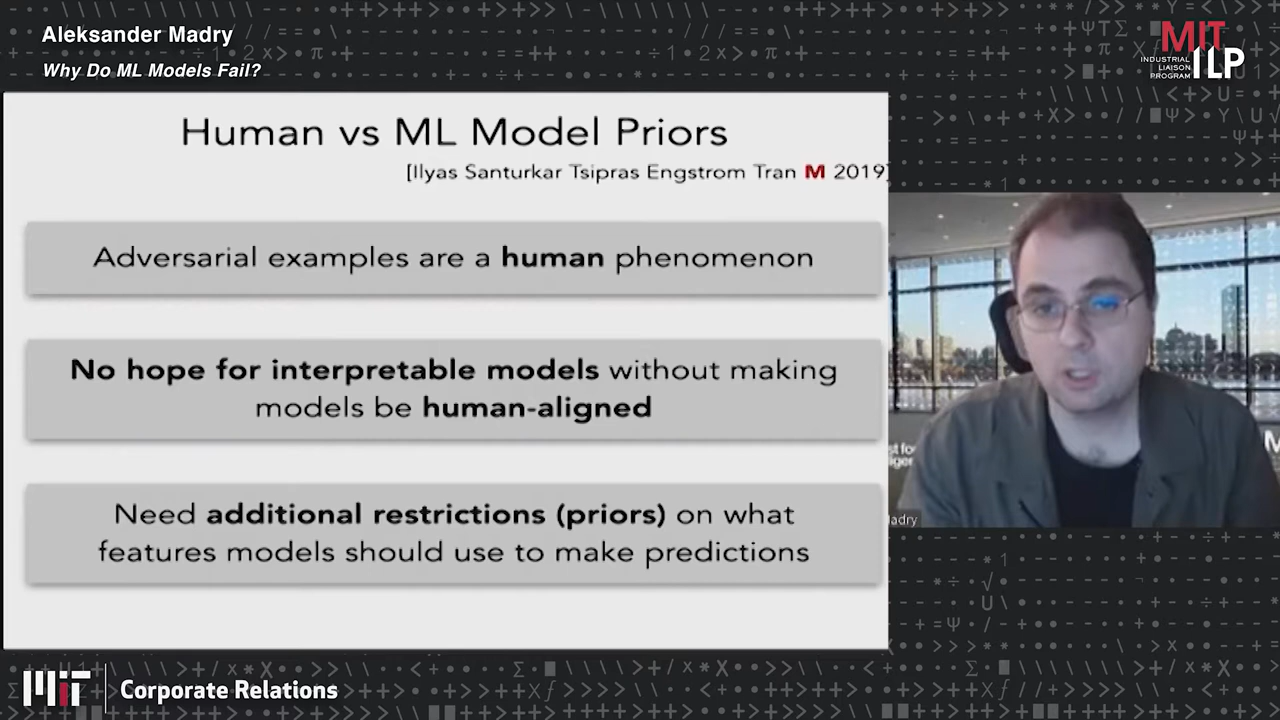 Aleksander Madry
Why Do ML Models Fail?
MIT
INDUSTRIAL
LIAISON
PROGRAM
ILP
Human vs ML Model Priors
[Ilyas Santurkar Tsipras Engstrom Tran M 2019]
Adversarial examples are a human phenomenon
No hope for interpretable models without making
models be human-aligned
Need additional restrictions (priors) on what
features models should use to make predictions
MIT
Corporate Relations